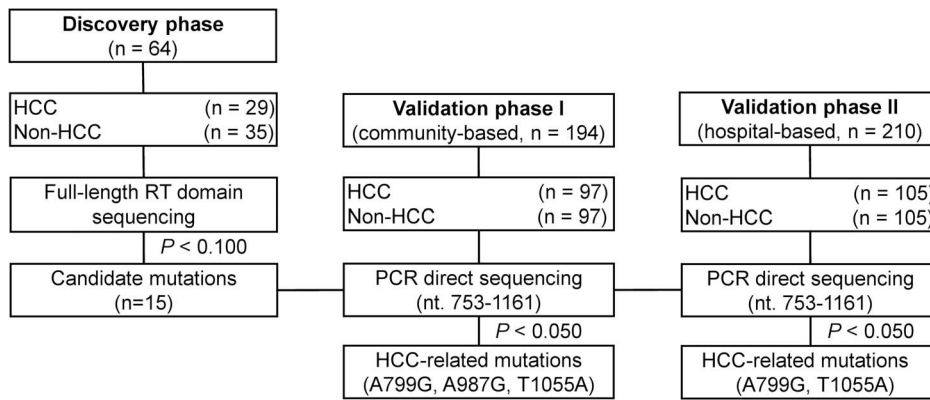 Discovery phase
(n = 64)
HCC (n = 29)
Non-HCC (n = 35)
Full-length RT domain
sequencing
P < 0.100
Candidate mutations
(n=15)
Validation phase I
(community-based, n = 194)
HCC (n = 97)
Non-HCC (n = 97)
PCR direct sequencing
(nt. 753-1161)
P < 0.050
HCC-related mutations
(A799G, A987G, T1055A)
Validation phase II
(hospital-based, n = 210)
HCC (n = 105)
Non-HCC (n = 105)
PCR direct sequencing
(nt. 753-1161)
P < 0.050
HCC-related mutations
(A799G, T1055A)